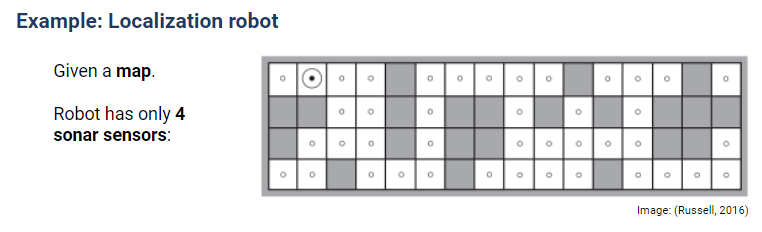 Example: Localization robot
Given a map.
Robot has only 4
sonar sensors:
Image: (Russell, 2016)